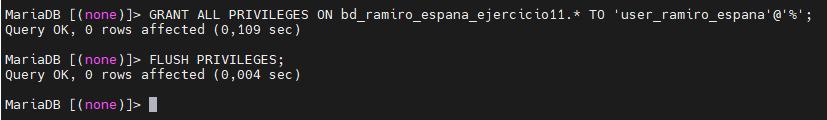 MariaDB [(none)]> GRANT ALL PRIVILEGES ON bd_ramiro_espana_ejercicio11.* TO 'user_ramiro_espana'@'%';
Query OK, 0 rows affected (0,109 sec)
MariaDB [(none)]> FLUSH PRIVILEGES;
Query OK, 0 rows affected (0,004 sec)
MariaDB [(none)]>